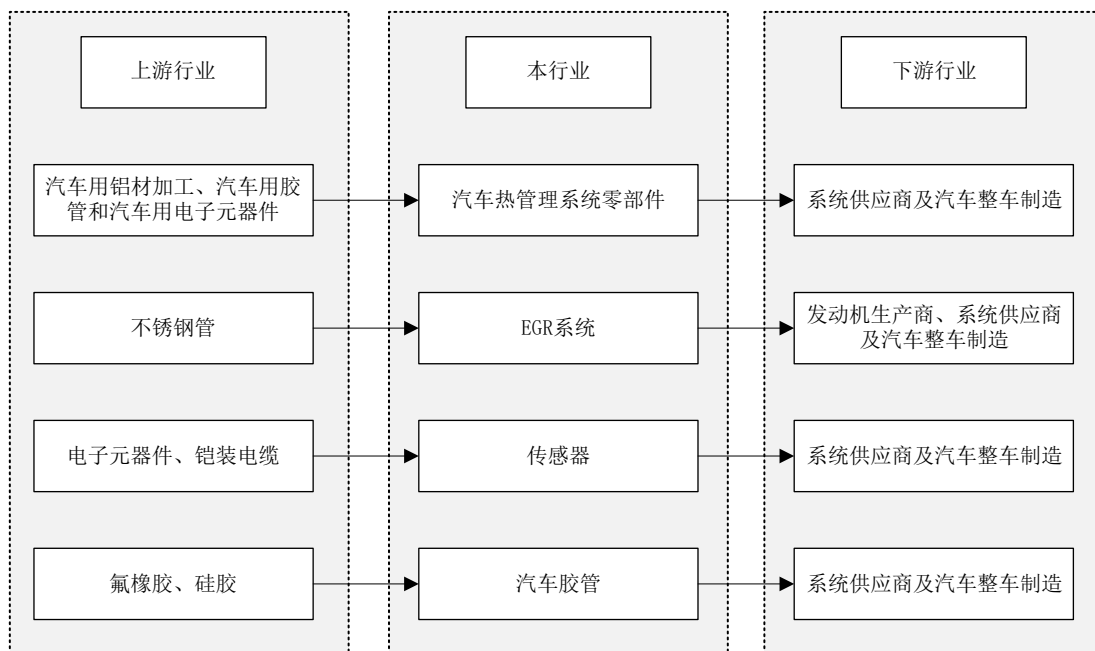 上游行业
本行业
下游行业
汽车用铝材加工、汽车用胶
管和汽车用电子元器件
汽车热管理系统零部件
系统供应商及汽车整车制造
不锈钢管
EGR系统
发动机生产商、系统供应商
及汽车整车制造
电子元器件、铠装电缆
传感器
系统供应商及汽车整车制造
氟橡胶、硅胶
汽车胶管
系统供应商及汽车整车制造